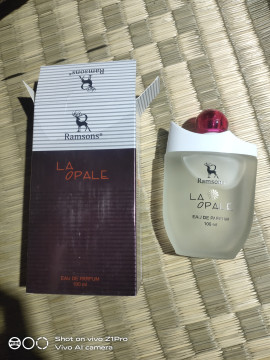 Ramsons®
Ramsons®
LA
OPALE
EAU DE PARFUM
100 ml
Ramsons
LA
OPALE
EAU DE PARFUM
100 ml
Shot on vivo Z1Pro
Vivo AI camera